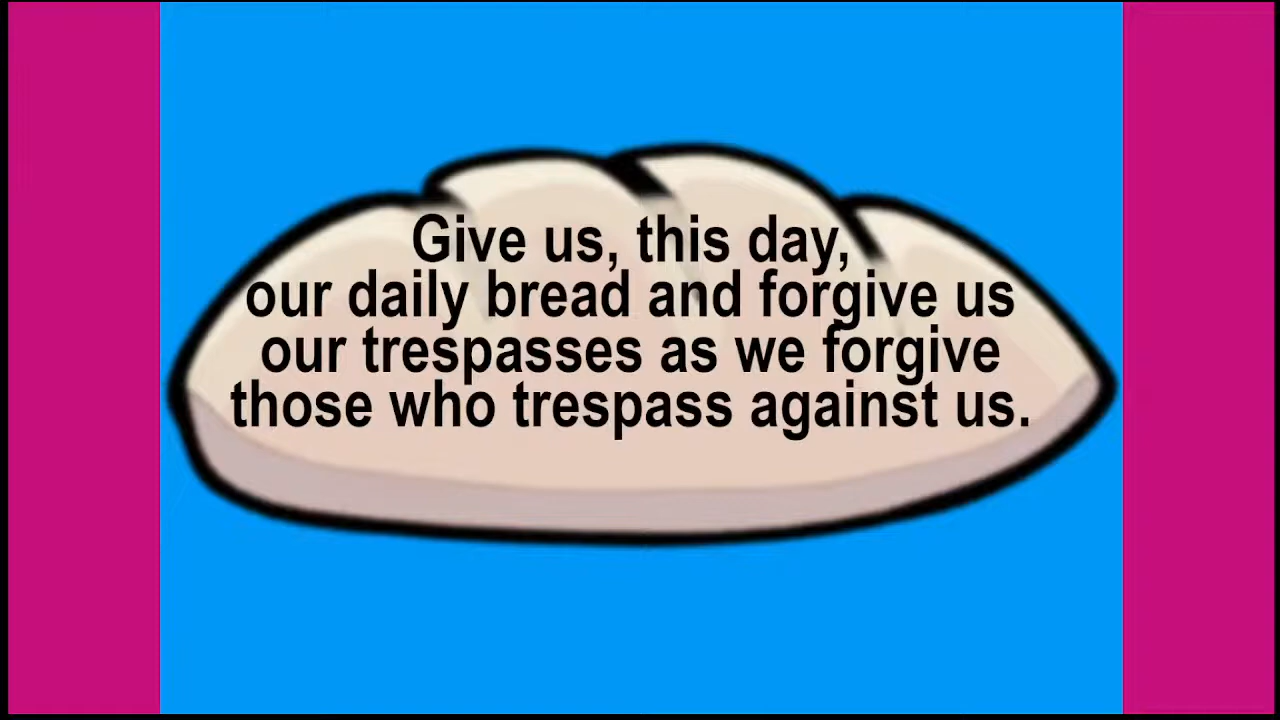 Give us, this day,
our daily bread and forgive us
our trespasses as we forgive
those who trespass against us.